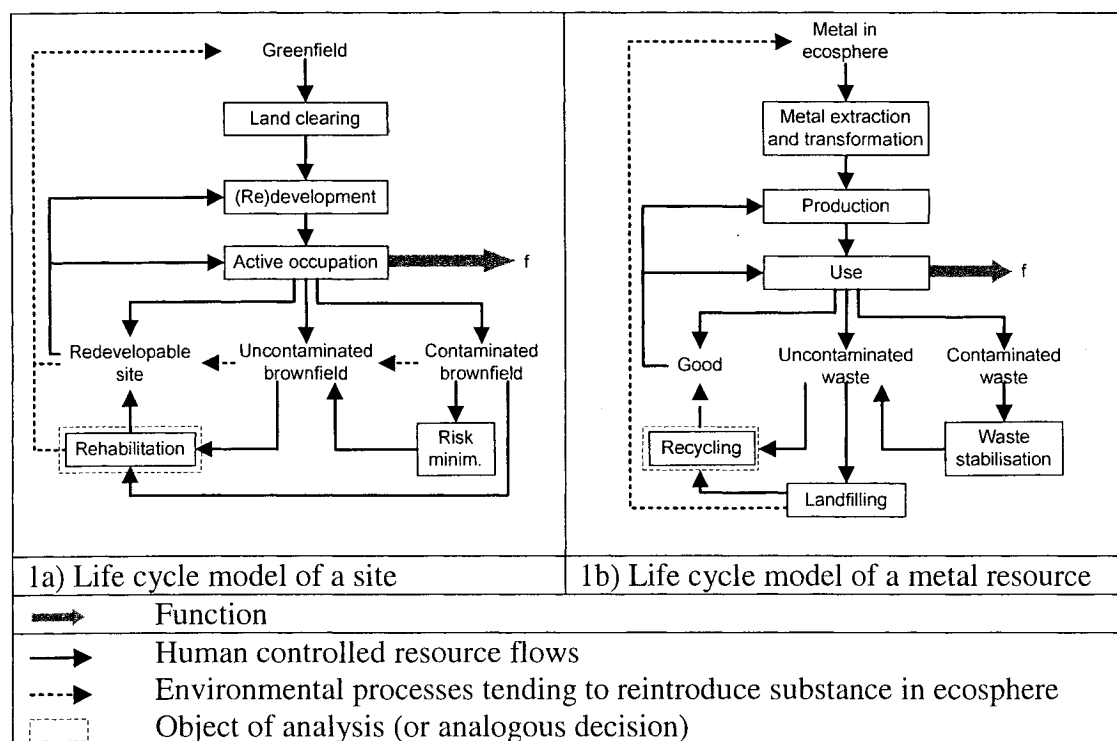 Greenfield
Land clearing
(Re)development
Active occupation
f
Redevelopable
site
Uncontaminated
brownfield
Contaminated
brownfield
Rehabilitation
Risk
minim.
Metal in
ecosphere
Metal extraction
and transformation
Production
Use
f
Good
Uncontaminated
waste
Contaminated
waste
Recycling
Waste
stabilisation
Landfilling
1a) Life cycle model of a site
1b) Life cycle model of a metal resource
Function
Human controlled resource flows
Environmental processes tending to reintroduce substance in ecosphere
Object of analysis (or analogous decision)